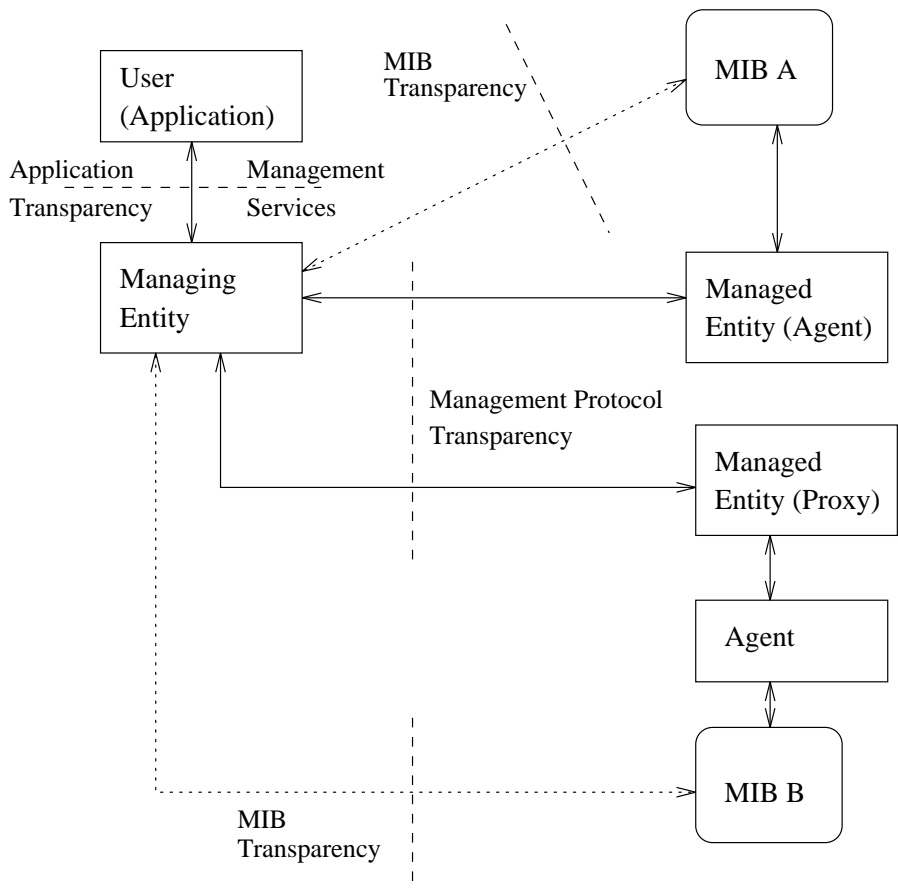 User
(Application)
MIB
Transparency
MIB A
Application
Transparency
Management
Services
Managing
Entity
Managed
Entity (Agent)
Management Protocol
Transparency
Managed
Entity (Proxy)
Agent
MIB B
MIB
Transparency